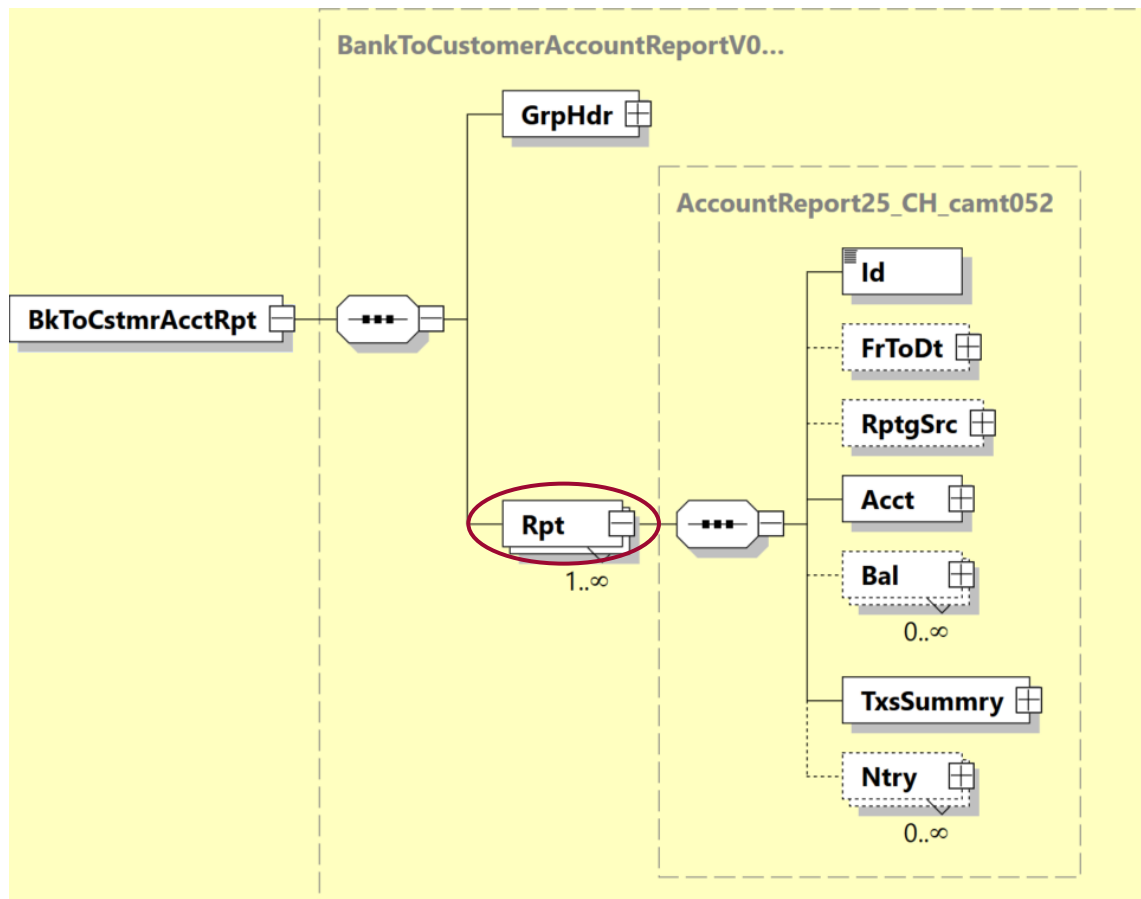 BankToCustomerAccountReportV0...
GrpHdr
AccountReport25_CH_camt052
Id
BkToCstmrAcctRpt
FrToDt
RptgSrc
Acct
Rpt
1..∞
Bal
0..∞
TxsSummry
Ntry
0..∞